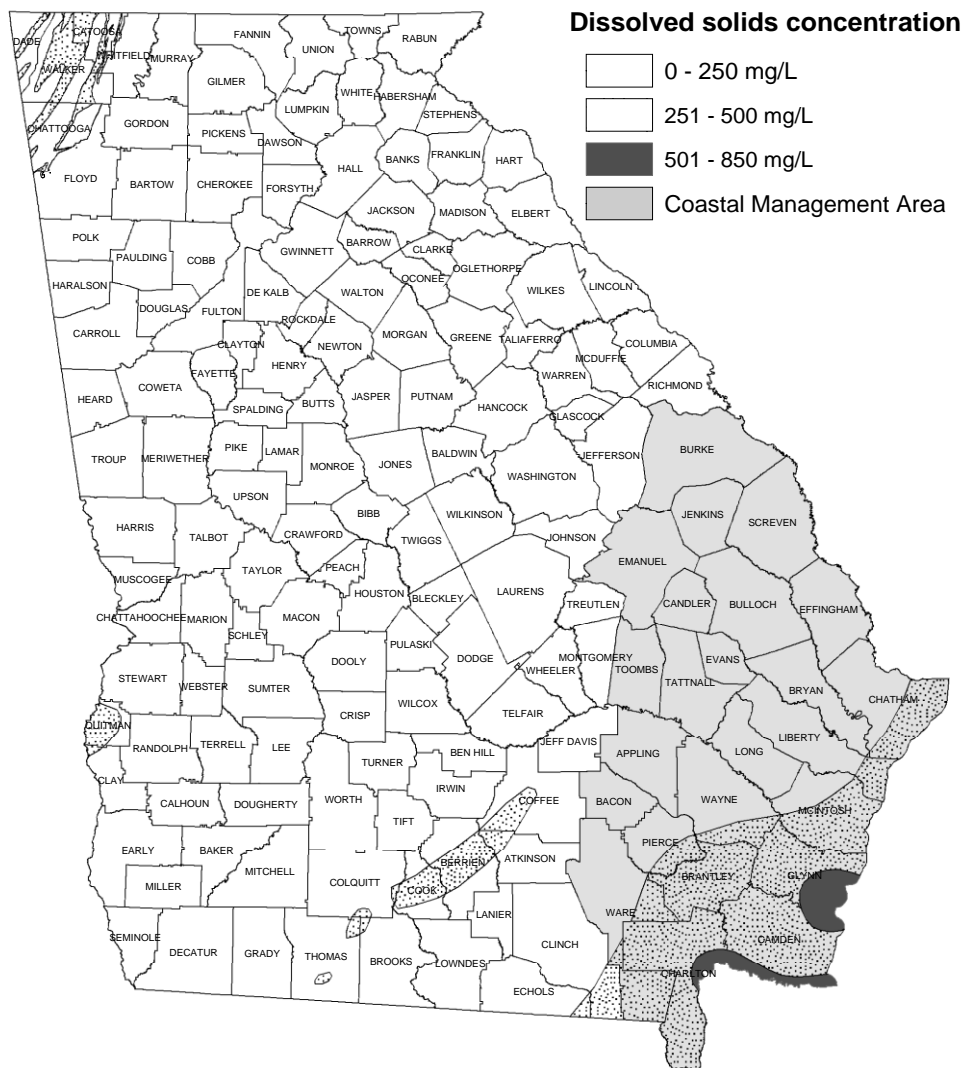 Dissolved solids concentration
0 - 250 mg/L
251 - 500 mg/L
501 - 850 mg/L
Coastal Management Area
DADE
CATOOSA
WALKER
WHITFIELD
MURRAY
FANNIN
UNION
TOWNS
RABUN
GILMER
LUMPKIN
WHITE
HABERSHAM
STEPHENS
CHATTOOGA
GORDON
PICKENS
DAWSON
HALL
BANKS
FRANKLIN
HART
FLOYD
BARTOW
CHEROKEE
FORSYTH
JACKSON
MADISON
ELBERT
POLK
PAULDING
COBB
GWINNETT
BARROW
CLARKE
OCONEE
OGLETHORPE
HARALSON
DOUGLAS
FULTON
DE KALB
WALTON
WILKES
LINCOLN
CARROLL
CLAYTON
ROCKDALE
NEWTON
MORGAN
GREENE
TALIAFERRO
COLUMBIA
MCDUFFIE
WARREN
RICHMOND
HEARD
COWETA
FAYETTE
HENRY
SPALDING
BUTTS
JASPER
PUTNAM
HANCOCK
GLASCOCK
TROUP
MERIWETHER
PIKE
LAMAR
MONROE
JONES
BALDWIN
WASHINGTON
JEFFERSON
BURKE
UPSON
BIBB
WILKINSON
JENKINS
SCREVEN
HARRIS
TALBOT
CRAWFORD
TWIGGS
JOHNSON
EMANUEL
MUSCOGEE
TAYLOR
PEACH
HOUSTON
BLECKLEY
LAURENS
TREUTLEN
CANDLER
BULLOCH
EFFINGHAM
CHATTAHOOCHEE
MARION
SCHLEY
MACON
PULASKI
DODGE
WHEELER
MONTGOMERY
TOOMBS
EVANS
TATTNALL
BRYAN
CHATHAM
STEWART
WEBSTER
SUMTER
DOOLY
CRISP
WILCOX
TELFAIR
LONG
LIBERTY
QUITMAN
RANDOLPH
TERRELL
LEE
TURNER
BEN HILL
JEFF DAVIS
APPLING
CLAY
CALHOUN
DOUGHERTY
WORTH
IRWIN
COFFEE
BACON
WAYNE
MCINTOSH
EARLY
BAKER
MITCHELL
TIFT
BERRIEN
ATKINSON
PIERCE
BRANTLEY
GLYNN
MILLER
COLQUITT
COOK
LANIER
WARE
CAMDEN
SEMINOLE
DECATUR
GRADY
THOMAS
BROOKS
LOWNDES
CLINCH
ECHOLS
CHARLTON